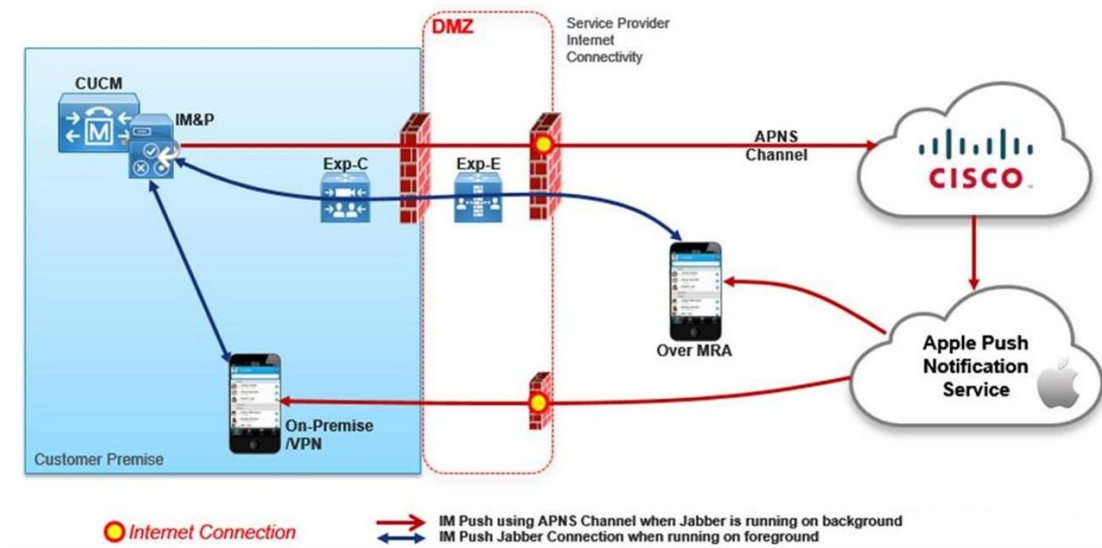 DMZ
Service Provider
Internet
Connectivity
CUCM
IM&P
Exp-C
Exp-E
APNS
Channel
CISCO
Over MRA
Apple Push
Notification
Service
On-Premise
/VPN
Customer Premise
Internet Connection
IM Push using APNS Channel when Jabber is running on background
IM Push Jabber Connection when running on foreground